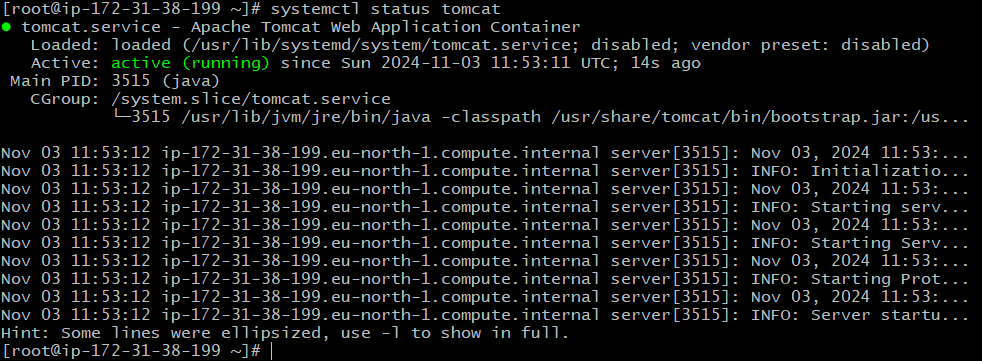 [root@ip-172-31-38-199 ~]# systemctl status tomcat
● tomcat.service - Apache Tomcat Web Application Container
   Loaded: loaded (/usr/lib/systemd/system/tomcat.service; disabled; vendor preset: disabled)
   Active: active (running) since Sun 2024-11-03 11:53:11 UTC; 14s ago
 Main PID: 3515 (java)
   CGroup: /system.slice/tomcat.service
           └─3515 /usr/lib/jvm/jre/bin/java -classpath /usr/share/tomcat/bin/bootstrap.jar:/us...

Nov 03 11:53:12 ip-172-31-38-199.eu-north-1.compute.internal server[3515]: Nov 03, 2024 11:53:...
Nov 03 11:53:12 ip-172-31-38-199.eu-north-1.compute.internal server[3515]: INFO: Initializatio...
Nov 03 11:53:12 ip-172-31-38-199.eu-north-1.compute.internal server[3515]: Nov 03, 2024 11:53:...
Nov 03 11:53:12 ip-172-31-38-199.eu-north-1.compute.internal server[3515]: INFO: Starting serv...
Nov 03 11:53:12 ip-172-31-38-199.eu-north-1.compute.internal server[3515]: Nov 03, 2024 11:53:...
Nov 03 11:53:12 ip-172-31-38-199.eu-north-1.compute.internal server[3515]: INFO: Starting Serv...
Nov 03 11:53:12 ip-172-31-38-199.eu-north-1.compute.internal server[3515]: Nov 03, 2024 11:53:...
Nov 03 11:53:12 ip-172-31-38-199.eu-north-1.compute.internal server[3515]: INFO: Starting Prot...
Nov 03 11:53:12 ip-172-31-38-199.eu-north-1.compute.internal server[3515]: Nov 03, 2024 11:53:...
Nov 03 11:53:12 ip-172-31-38-199.eu-north-1.compute.internal server[3515]: INFO: Server startu...
Hint: Some lines were ellipsized, use -l to show in full.
[root@ip-172-31-38-199 ~]#